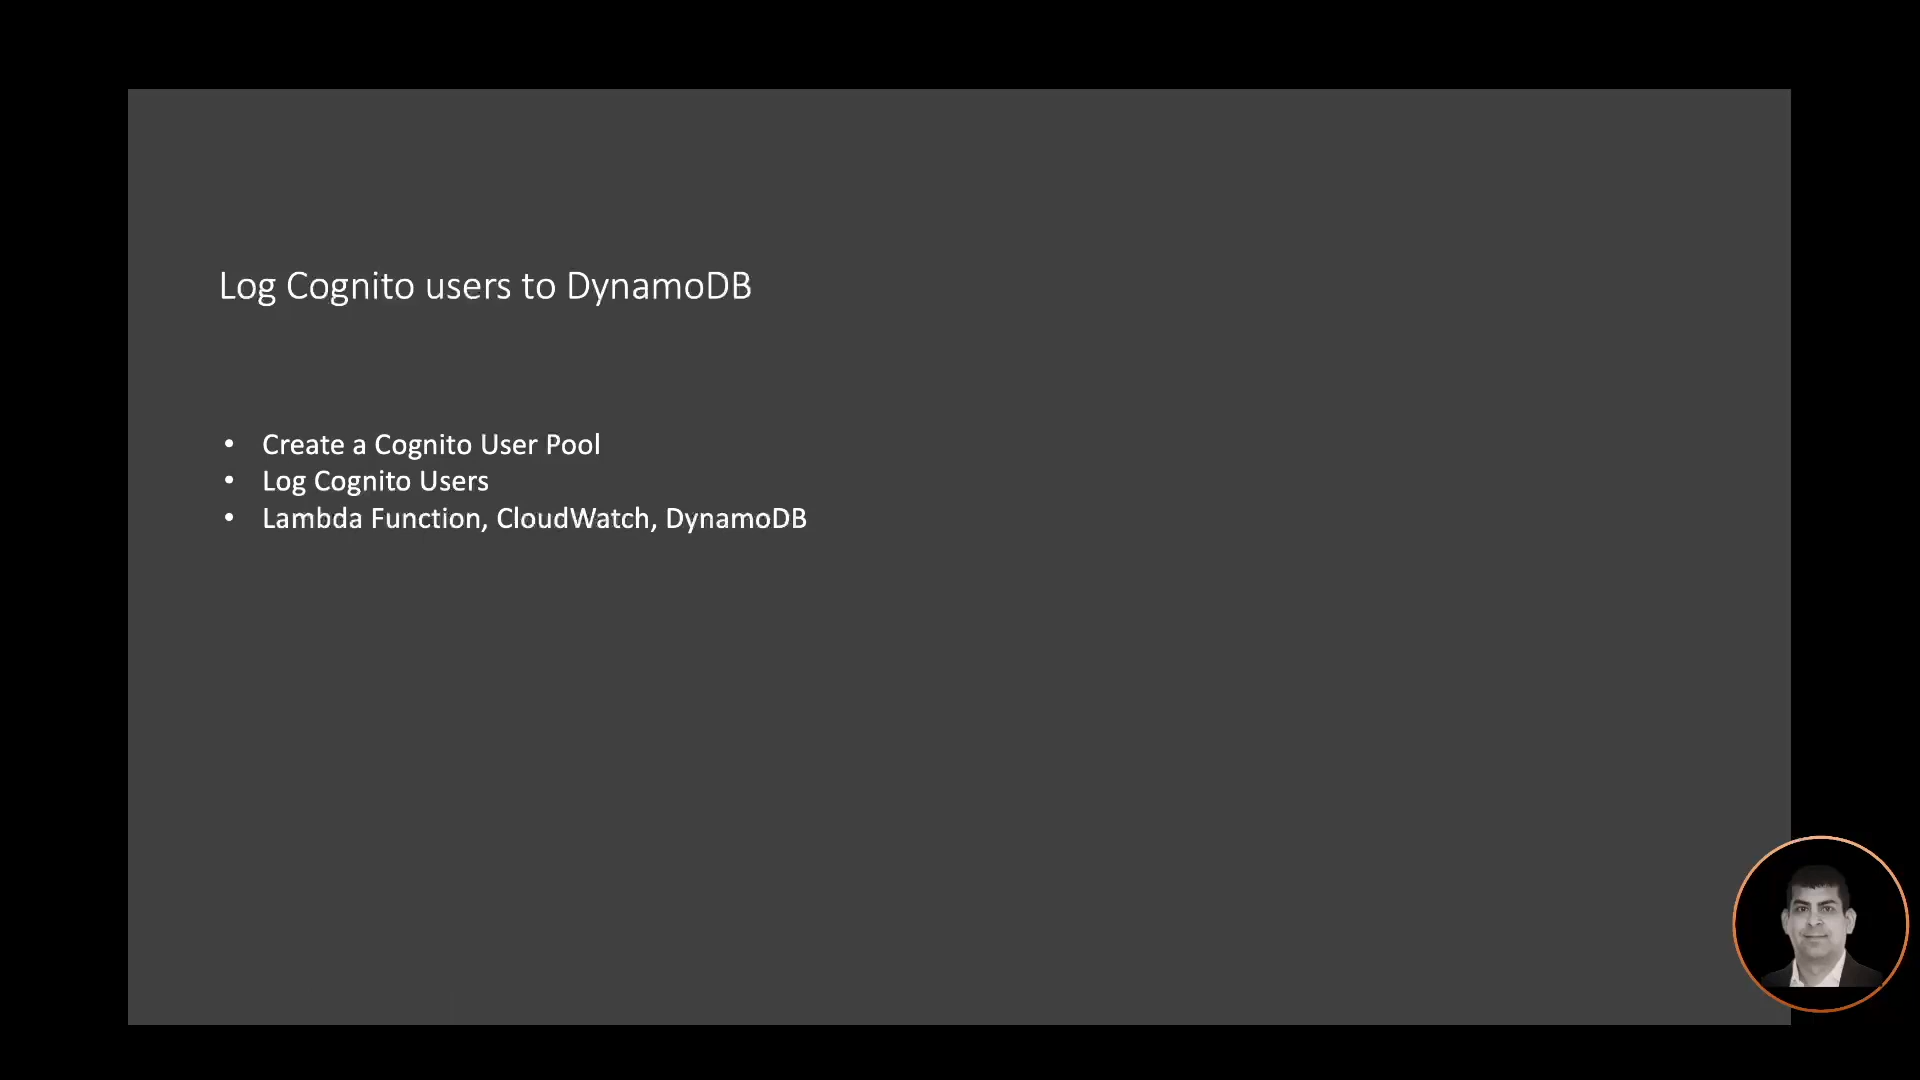 Log Cognito users to DynamoDB
• Create a Cognito User Pool
• Log Cognito Users
• Lambda Function, CloudWatch, DynamoDB